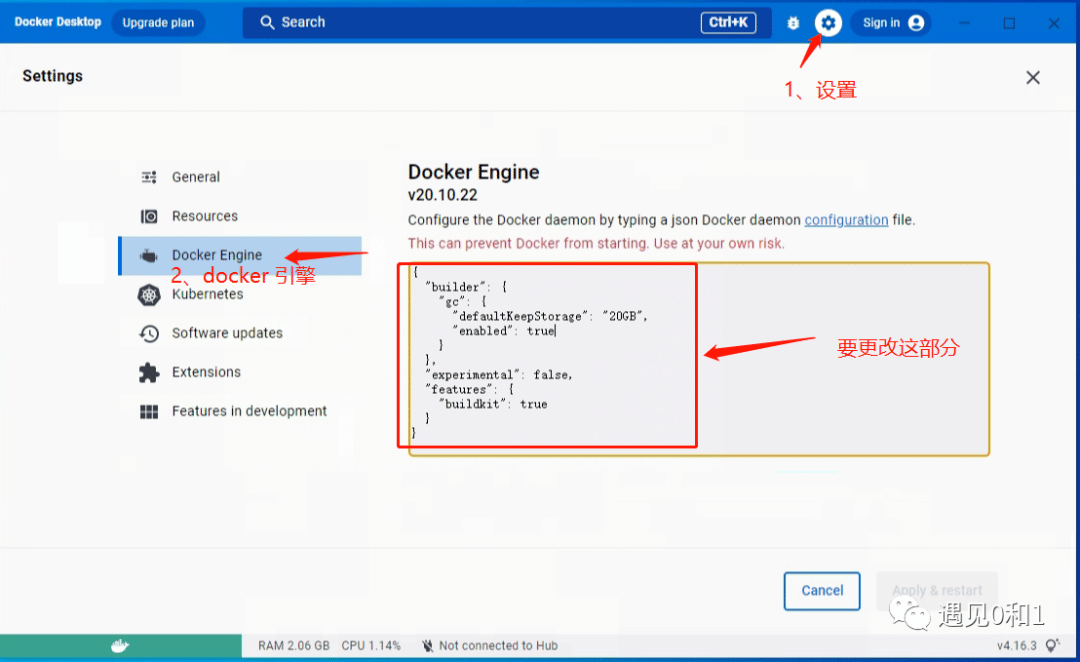 Docker Desktop Upgrade plan Search Ctrl+K Sign in
1、设置
Settings
General
Resources
Docker Engine
2、docker 引擎
Kubernetes
Software updates
Extensions
Features in development
Docker Engine
v20.10.22
Configure the Docker daemon by typing a json Docker daemon configuration file.
This can prevent Docker from starting. Use at your own risk.
{
"builder": {
"gc": {
"defaultKeepStorage": "20GB",
"enabled": true
}
},
"experimental": false,
"features": {
"buildkit": true
}
}
要更改这部分
Cancel
Apply & restart
遇见0和1
RAM 2.06 GB CPU 1.14% Not connected to Hub v4.16.3